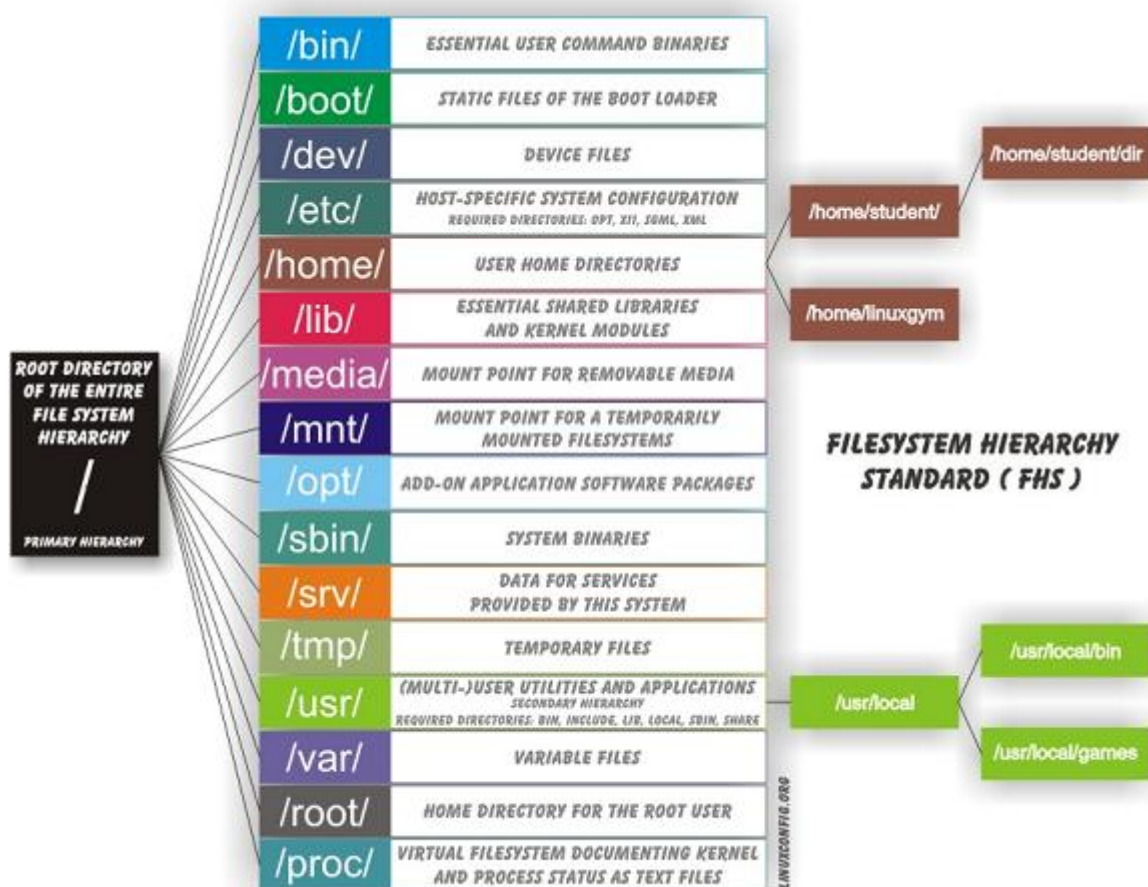 /bin/
ESSENTIAL USER COMMAND BINARIES
/boot/
STATIC FILES OF THE BOOT LOADER
/dev/
DEVICE FILES
/etc/
HOST-SPECIFIC SYSTEM CONFIGURATION
REQUIRED DIRECTORIES: OPT, X11, SGML, XML
/home/
USER HOME DIRECTORIES
/lib/
ESSENTIAL SHARED LIBRARIES
AND KERNEL MODULES
/media/
MOUNT POINT FOR REMOVABLE MEDIA
/mnt/
MOUNT POINT FOR A TEMPORARILY
MOUNTED FILESYSTEMS
/opt/
ADD-ON APPLICATION SOFTWARE PACKAGES
/sbin/
SYSTEM BINARIES
/srv/
DATA FOR SERVICES
PROVIDED BY THIS SYSTEM
/tmp/
TEMPORARY FILES
/usr/
(MULTI-)USER UTILITIES AND APPLICATIONS
SECONDARY HIERARCHY
REQUIRED DIRECTORIES: BIN, INCLUDE, LIB, LOCAL, SBIN, SHARE
/var/
VARIABLE FILES
/root/
HOME DIRECTORY FOR THE ROOT USER
/proc/
VIRTUAL FILESYSTEM DOCUMENTING KERNEL
AND PROCESS STATUS AS TEXT FILES
ROOT DIRECTORY
OF THE ENTIRE
FILE SYSTEM
HIERARCHY
/
PRIMARY HIERARCHY
/home/student/
/home/student/dir
/home/linuxgym
FILESYSTEM HIERARCHY
STANDARD ( FHS )
/usr/local
/usr/local/bin
/usr/local/games
LINUXCONFIG.ORG